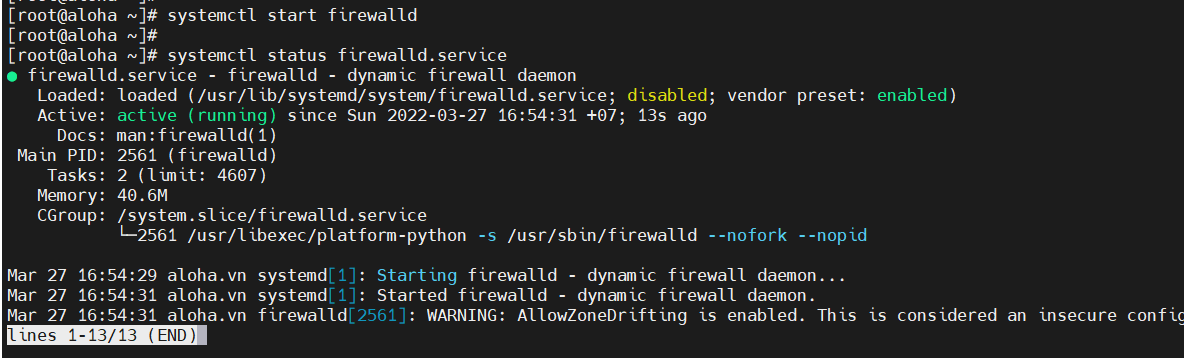 [root@aloha ~]# systemctl start firewalld
[root@aloha ~]#
[root@aloha ~]# systemctl status firewalld.service
● firewalld.service - firewalld - dynamic firewall daemon
   Loaded: loaded (/usr/lib/systemd/system/firewalld.service; disabled; vendor preset: enabled)
   Active: active (running) since Sun 2022-03-27 16:54:31 +07; 13s ago
     Docs: man:firewalld(1)
 Main PID: 2561 (firewalld)
    Tasks: 2 (limit: 4607)
   Memory: 40.6M
   CGroup: /system.slice/firewalld.service
           └─2561 /usr/libexec/platform-python -s /usr/sbin/firewalld --nofork --nopid
Mar 27 16:54:29 aloha.vn systemd[1]: Starting firewalld - dynamic firewall daemon...
Mar 27 16:54:31 aloha.vn systemd[1]: Started firewalld - dynamic firewall daemon.
Mar 27 16:54:31 aloha.vn firewalld[2561]: WARNING: AllowZoneDrifting is enabled. This is considered an insecure config
lines 1-13/13 (END)